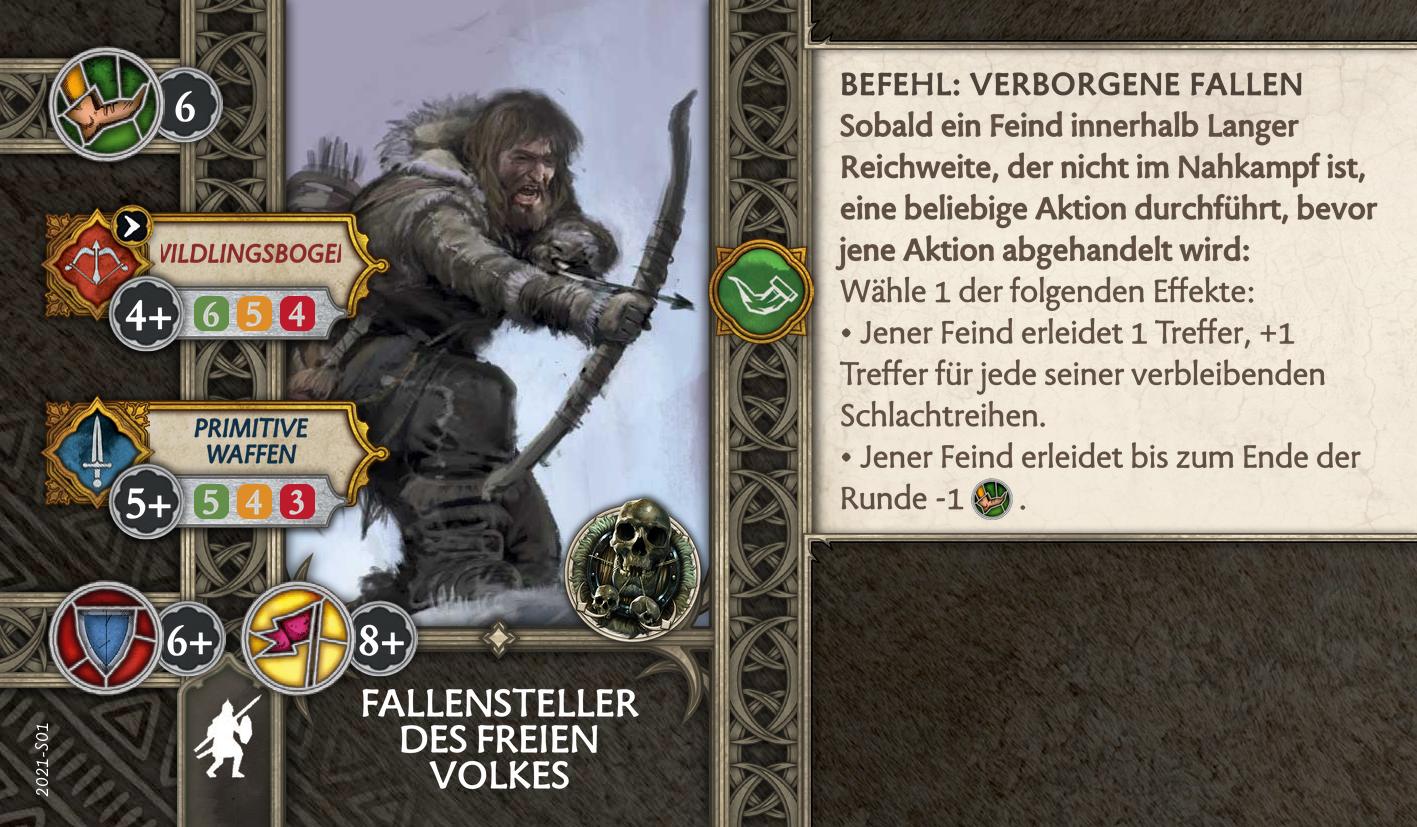 6
VILDLINGSBOGEI
4+
6 5 4
PRIMITIVE
WAFFEN
5+
5 4 3
6+
8+
FALLENSTELLER
DES FREIEN
VOLKES
2021-S01
BEFEHL: VERBORGENE FALLEN
Sobald ein Feind innerhalb Langer
Reichweite, der nicht im Nahkampf ist,
eine beliebige Aktion durchführt, bevor
jene Aktion abgehandelt wird:
Wähle 1 der folgenden Effekte:
• Jener Feind erleidet 1 Treffer, +1
Treffer für jede seiner verbleibenden
Schlachtreihen.
• Jener Feind erleidet bis zum Ende der
Runde -1 .